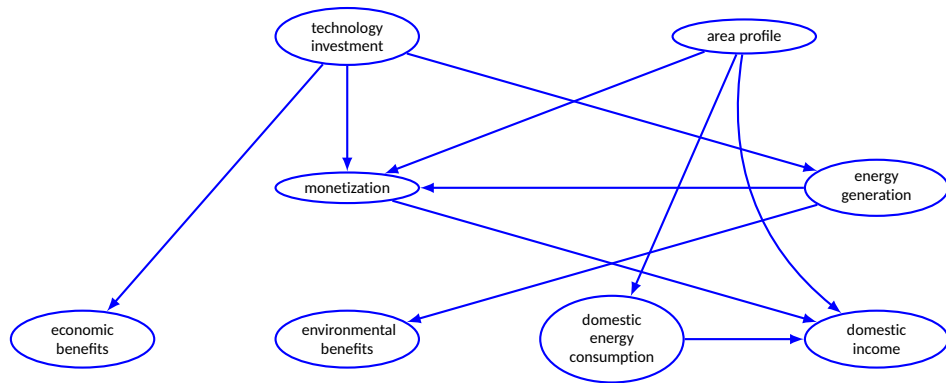 technology
investment
area profile
monetization
energy
generation
economic
benefits
environmental
benefits
domestic
energy
consumption
domestic
income